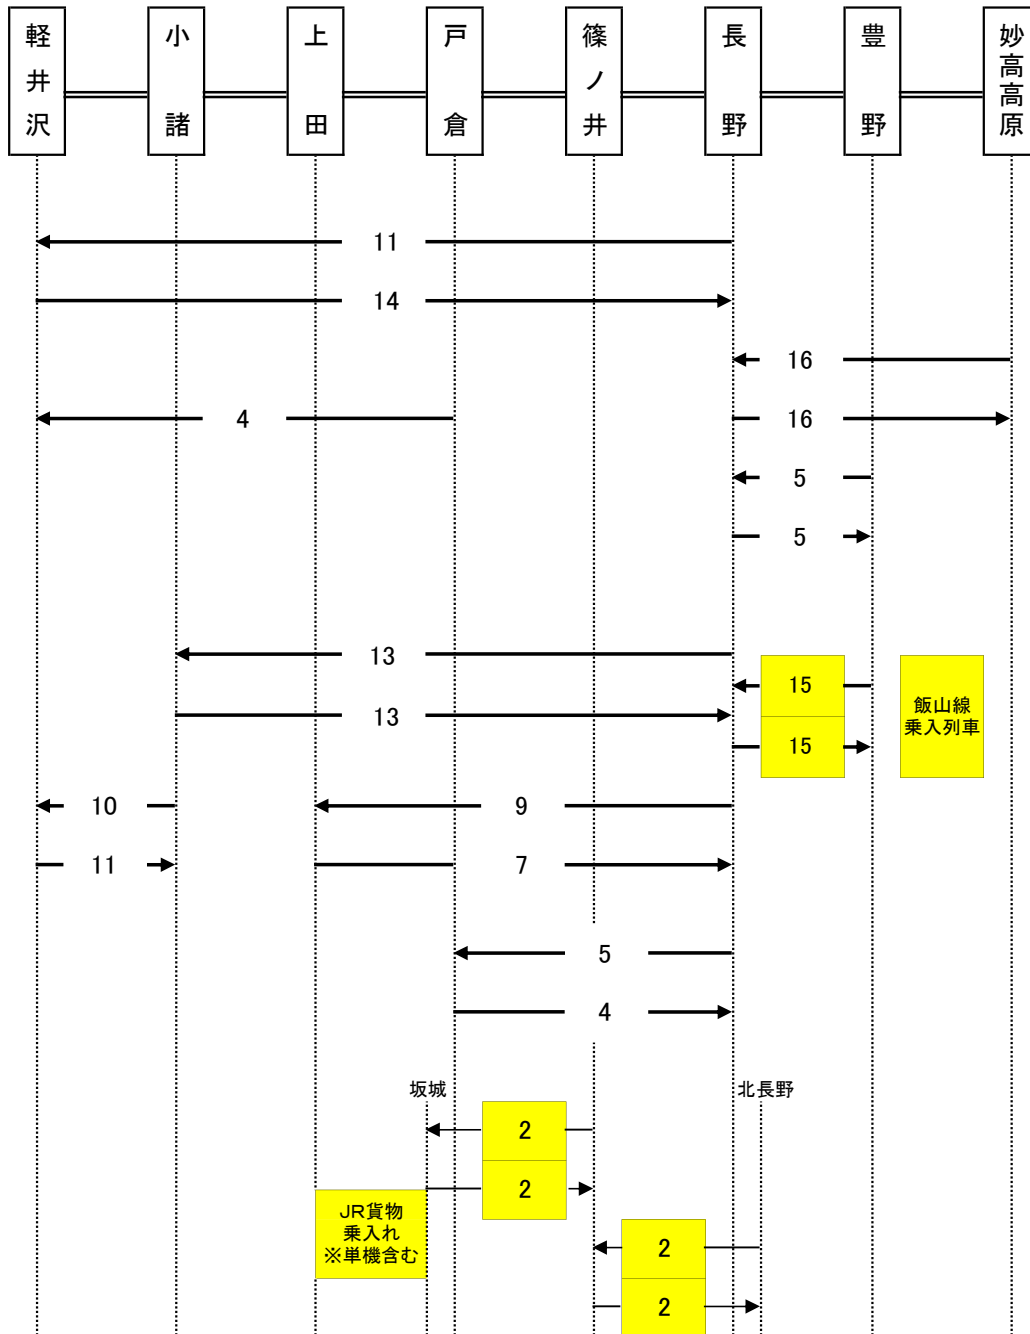 軽井沢
小諸
上田
戸倉
篠ノ井
長野
豊野
妙高高原
11
14
16
4
16
5
5
13
15
飯山線
乗入列車
13
15
10
9
11
7
5
4
坂城
北長野
2
2
JR貨物
乗入れ
※単機含む
2
2